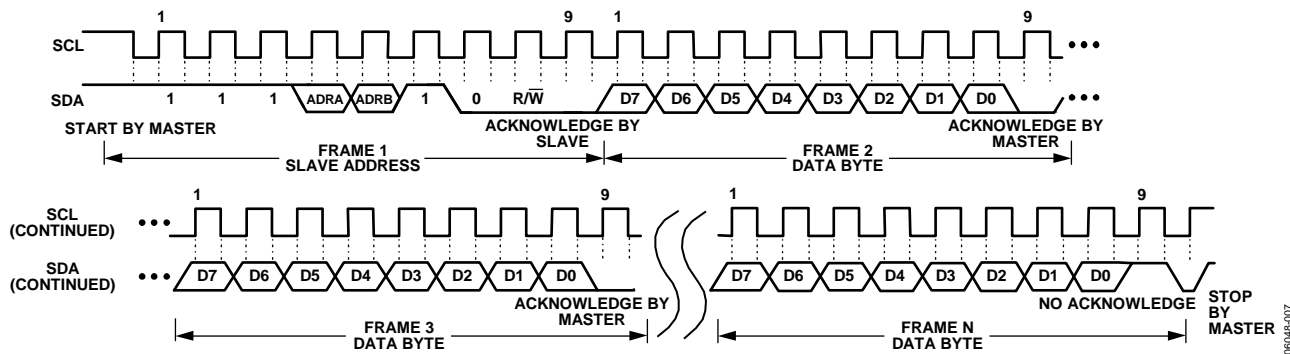 1 9 1 9
SCL
SDA 1 1 1 ADRA ADRB 1 0 R/W̅ D7 D6 D5 D4 D3 D2 D1 D0
START BY MASTER
ACKNOWLEDGE BY
SLAVE
ACKNOWLEDGE BY
MASTER
FRAME 1
SLAVE ADDRESS
FRAME 2
DATA BYTE
1 9 1 9
SCL
(CONTINUED)
SDA
(CONTINUED)
D7 D6 D5 D4 D3 D2 D1 D0 D7 D6 D5 D4 D3 D2 D1 D0
ACKNOWLEDGE BY
MASTER
NO ACKNOWLEDGE
STOP
BY
MASTER
FRAME 3
DATA BYTE
FRAME N
DATA BYTE
06048-007